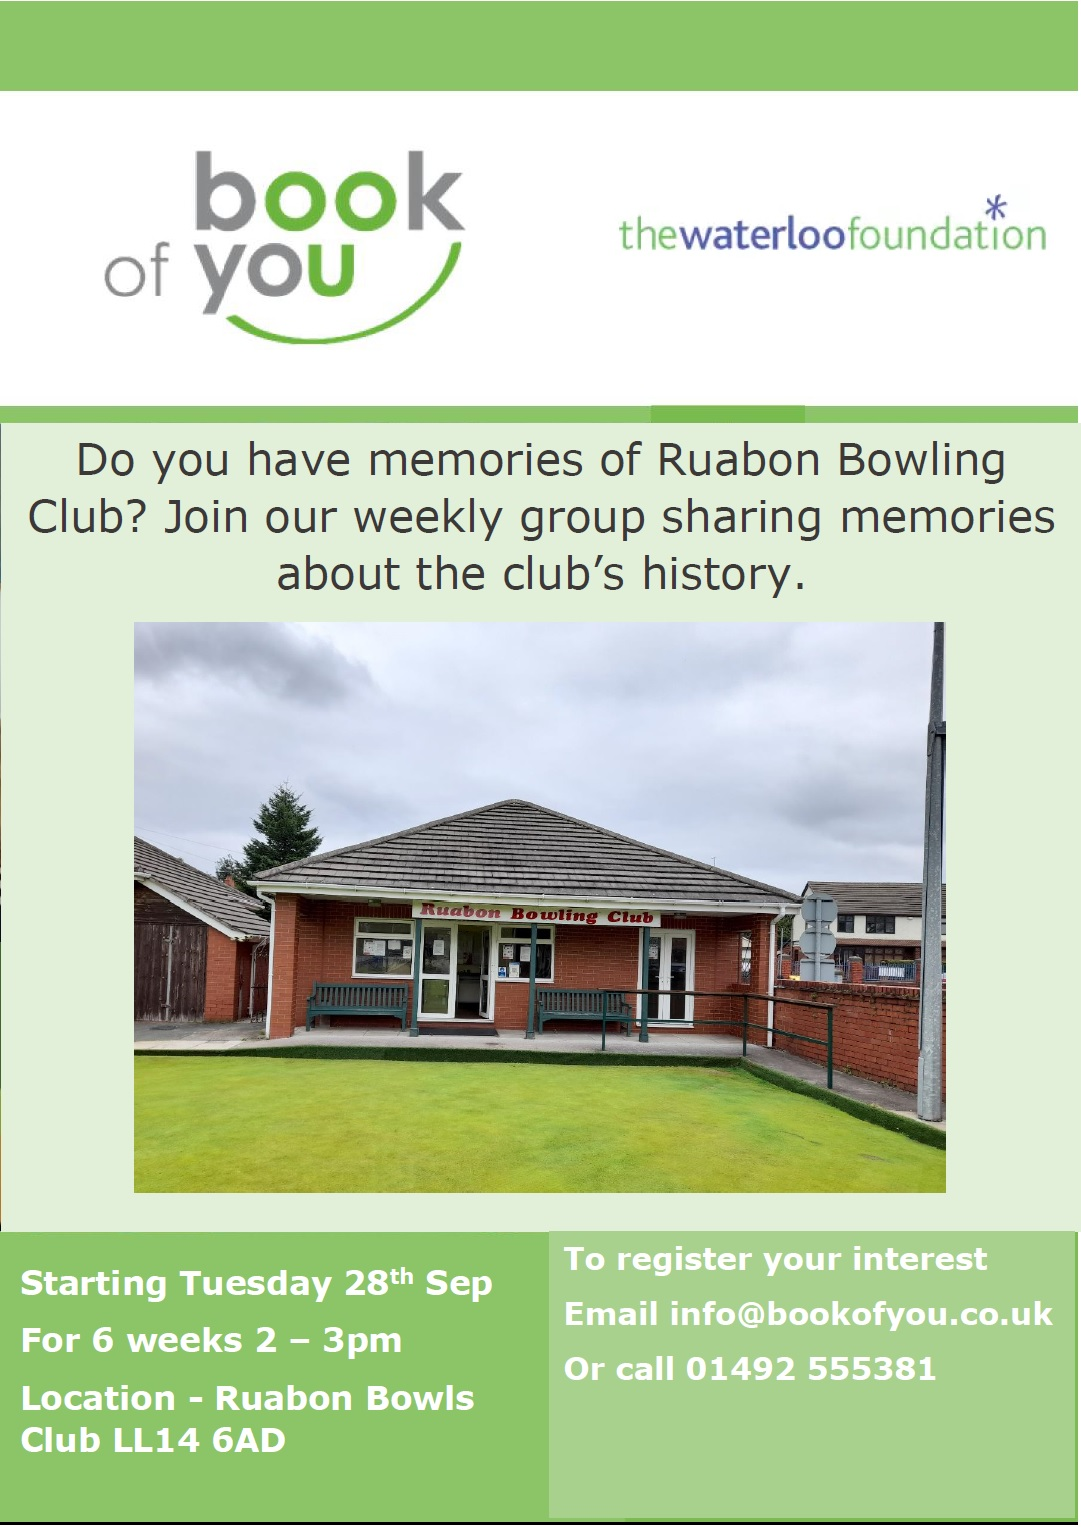 book
of you
thewaterloofoundation
Do you have memories of Ruabon Bowling
Club? Join our weekly group sharing memories
about the club’s history.
Ruabon Bowling Club
Starting Tuesday 28th Sep
For 6 weeks 2 – 3pm
Location - Ruabon Bowls
Club LL14 6AD
To register your interest
Email info@bookofyou.co.uk
Or call 01492 555381